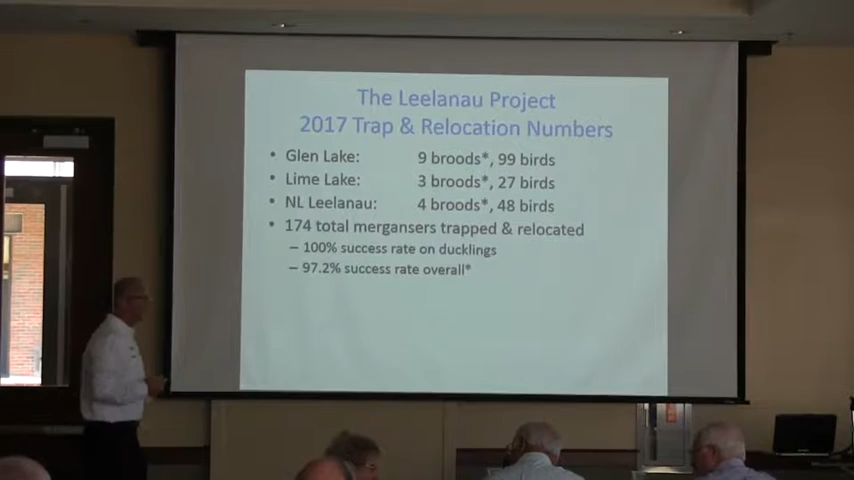 The Leelanau Project
2017 Trap & Relocation Numbers
• Glen Lake: 9 broods*, 99 birds
• Lime Lake: 3 broods*, 27 birds
• NL Leelanau: 4 broods*, 48 birds
• 174 total mergansers trapped & relocated
– 100% success rate on ducklings
– 97.2% success rate overall*